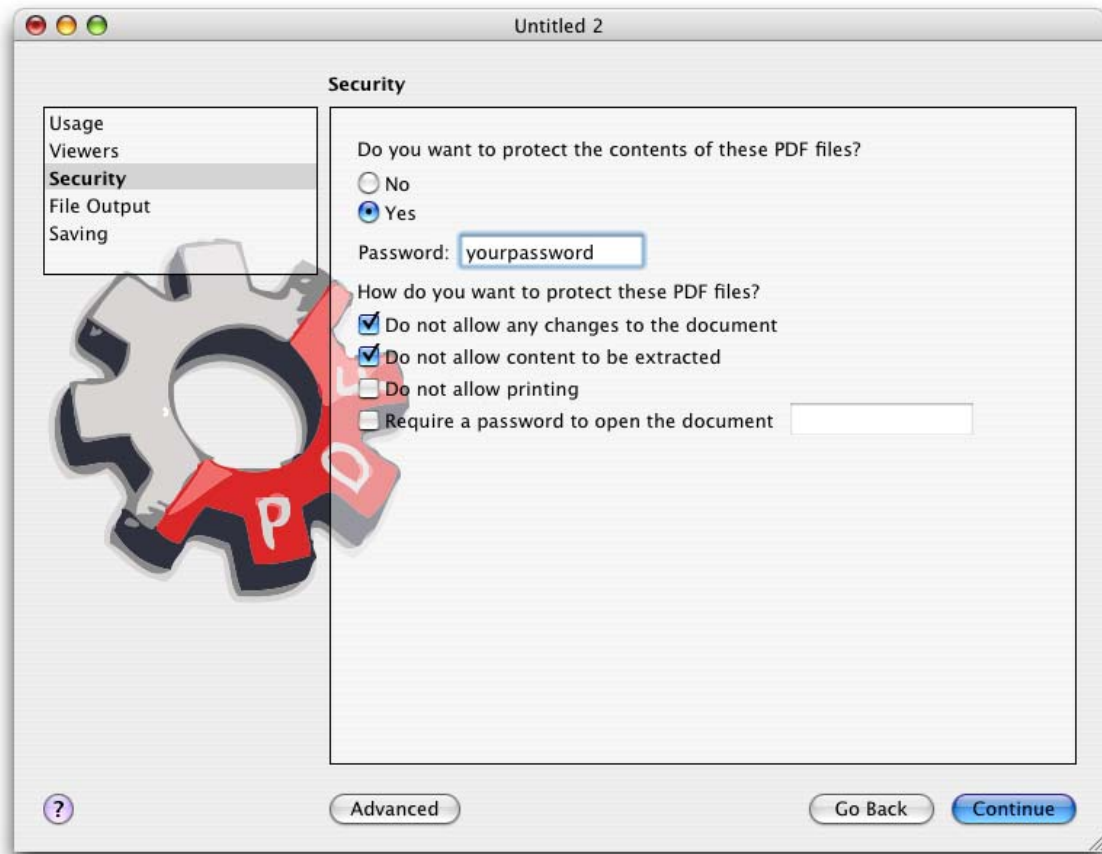 Untitled 2
Security
Usage
Viewers
Security
File Output
Saving
Do you want to protect the contents of these PDF files?
No
Yes
Password: yourpassword
How do you want to protect these PDF files?
Do not allow any changes to the document
Do not allow content to be extracted
Do not allow printing
Require a password to open the document
P D F
? Advanced Go Back Continue